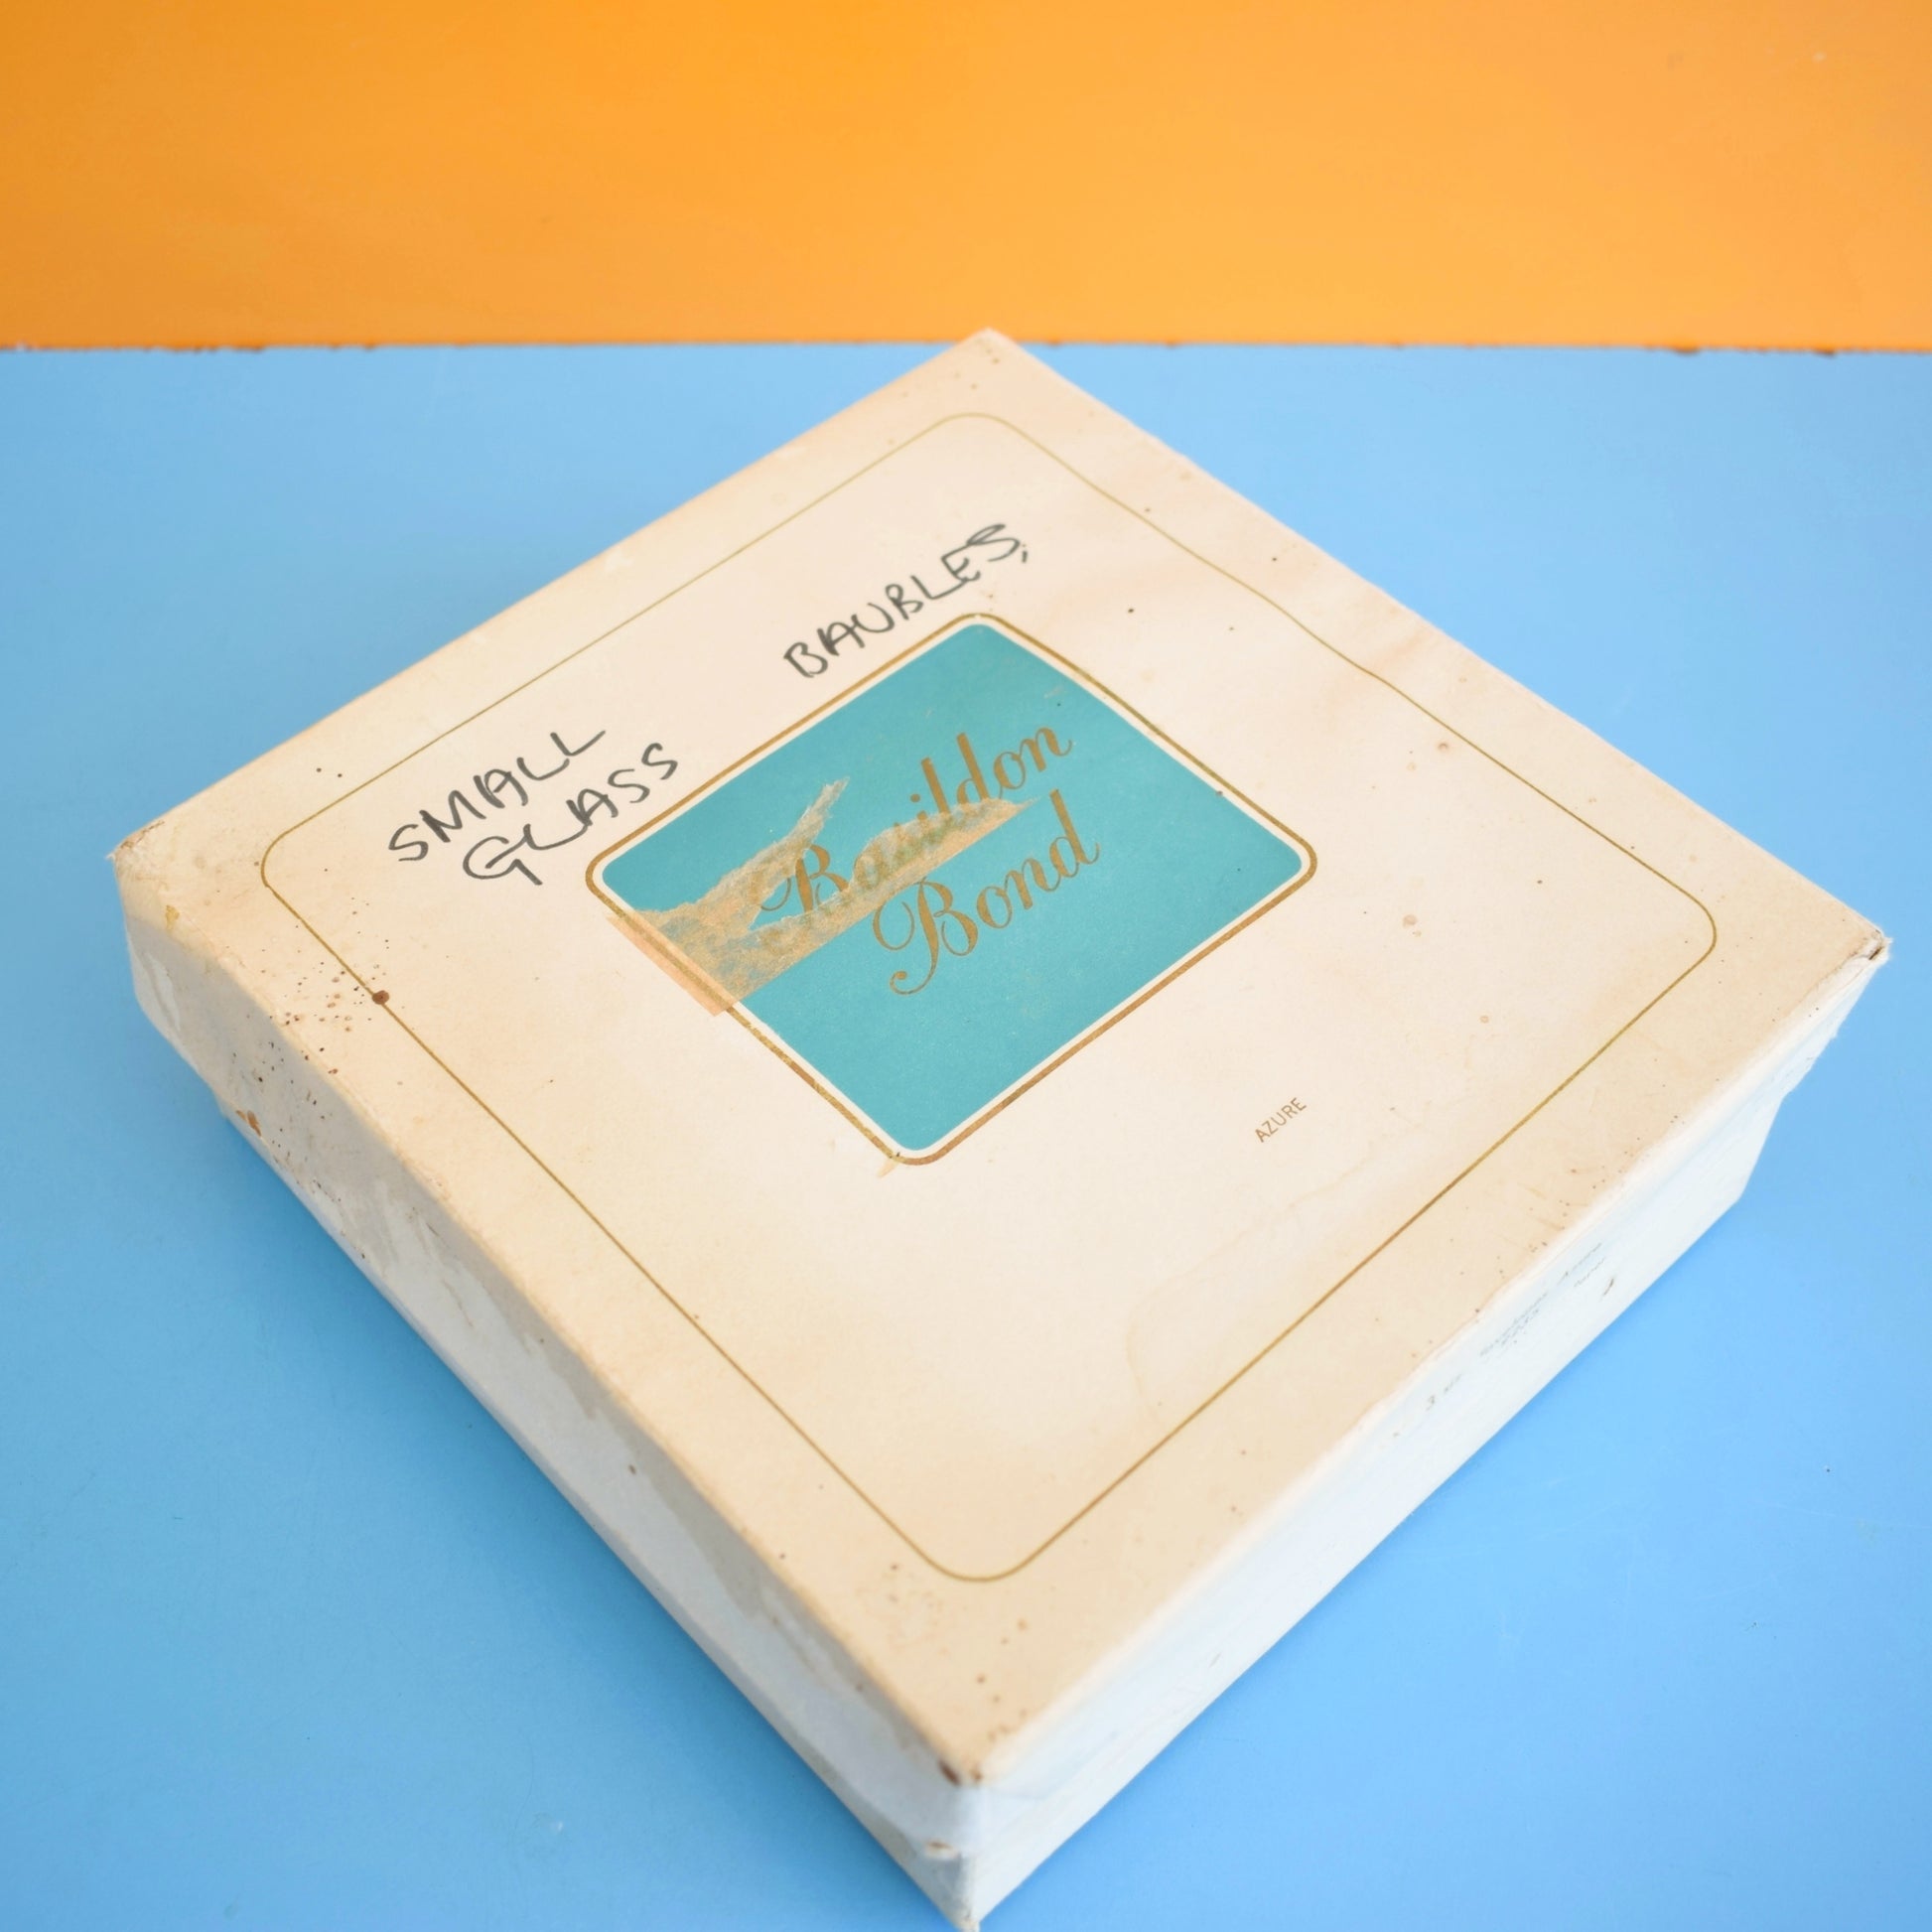 SMALL
GLASS
BAUBLES,
Basildon
Bond
AZURE